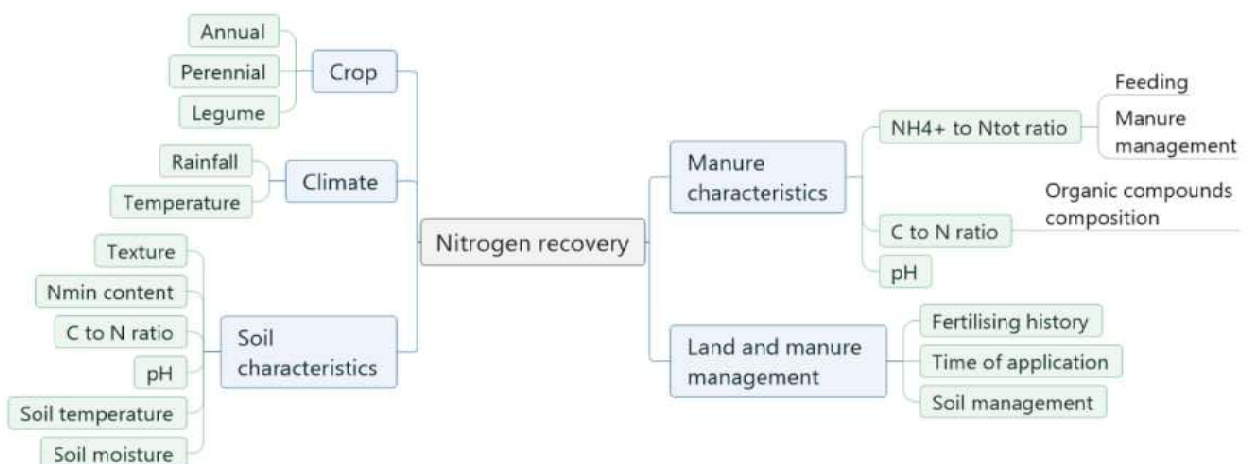 Annual
Perennial
Legume
Crop
Rainfall
Temperature
Climate
Texture
Nmin content
C to N ratio
pH
Soil temperature
Soil moisture
Soil
characteristics
Nitrogen recovery
Manure
characteristics
NH4+ to Ntot ratio
Feeding
Manure
management
C to N ratio
Organic compounds
composition
pH
Land and manure
management
Fertilising history
Time of application
Soil management